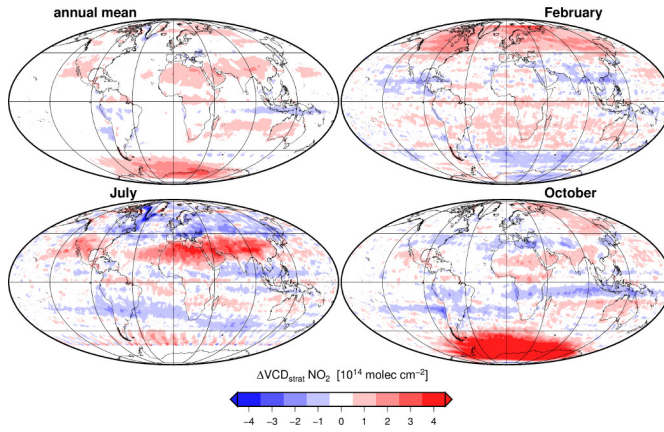 annual mean
February
July
October
ΔVCDstrat NO2 [10^14 molec cm^−2]
−4 −3 −2 −1 0 1 2 3 4